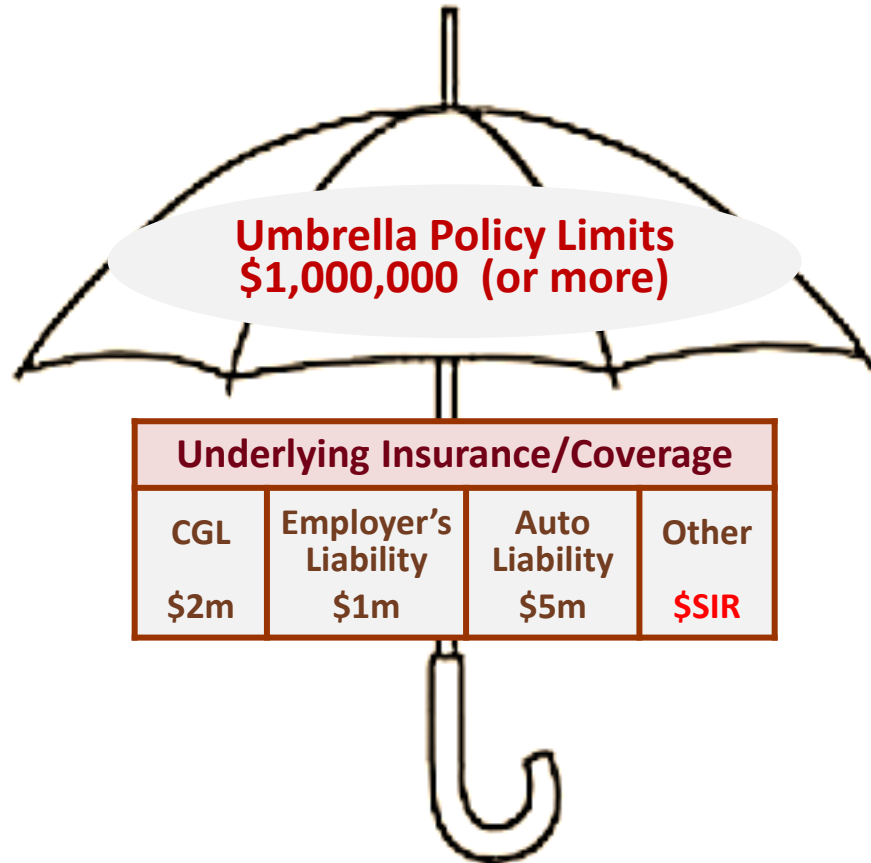 Umbrella Policy Limits
$1,000,000 (or more)
Underlying Insurance/Coverage
CGL
$2m
Employer's
Liability
$1m
Auto
Liability
$5m
Other
$SIR